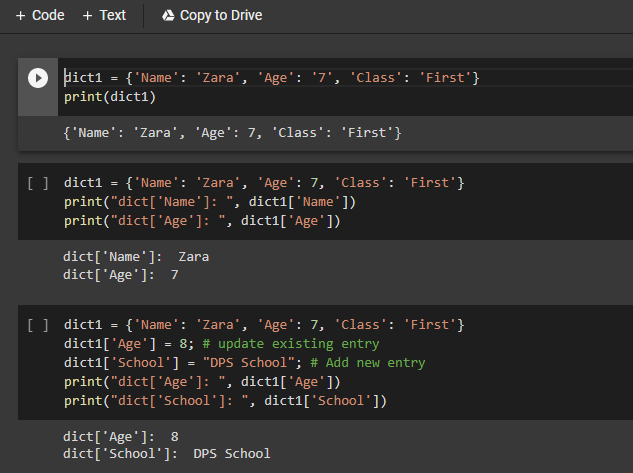 + Code + Text Copy to Drive
dict1 = {'Name': 'Zara', 'Age': '7', 'Class': 'First'}
print(dict1)
{'Name': 'Zara', 'Age': 7, 'Class': 'First'}
[ ] dict1 = {'Name': 'Zara', 'Age': 7, 'Class': 'First'}
print("dict['Name']: ", dict1['Name'])
print("dict['Age']: ", dict1['Age'])
dict['Name']:  Zara
dict['Age']:  7
[ ] dict1 = {'Name': 'Zara', 'Age': 7, 'Class': 'First'}
dict1['Age'] = 8; # update existing entry
dict1['School'] = "DPS School"; # Add new entry
print("dict['Age']: ", dict1['Age'])
print("dict['School']: ", dict1['School'])
dict['Age']:  8
dict['School']:  DPS School